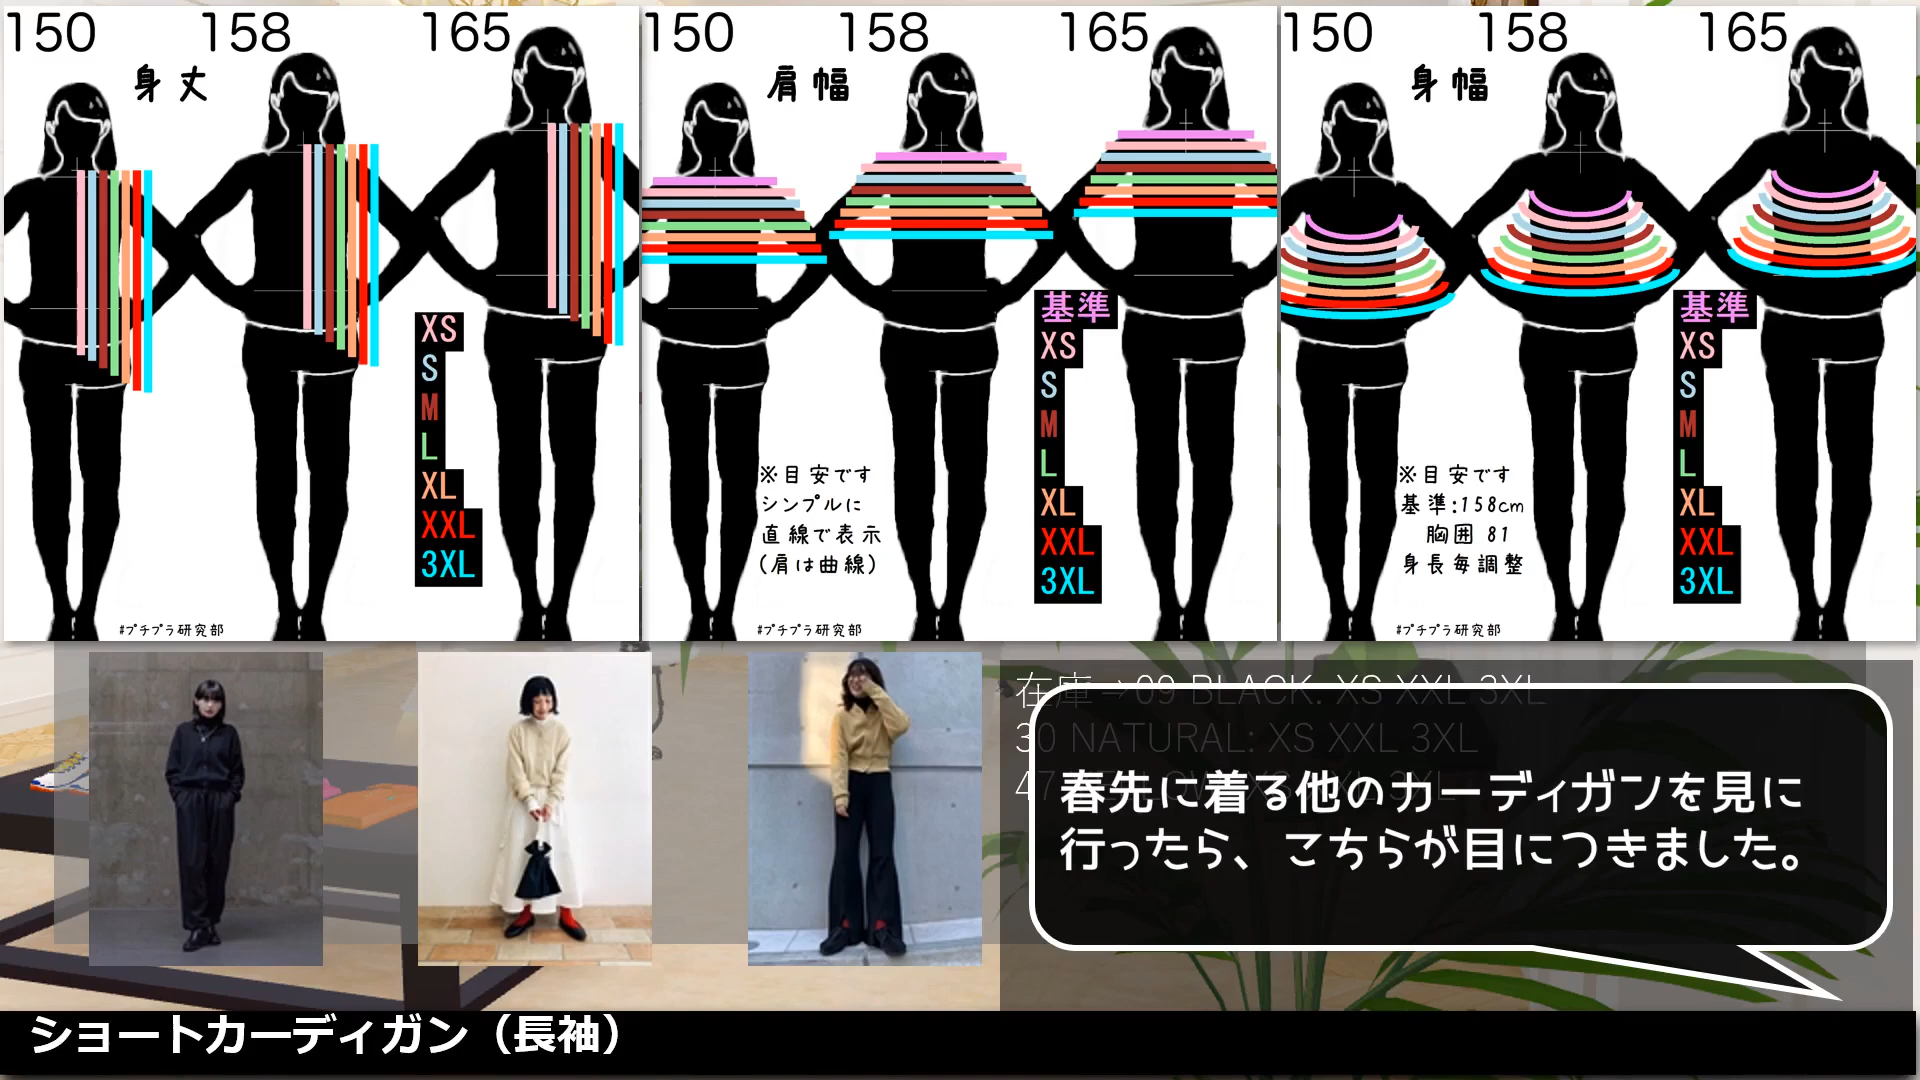 150 158 165
身丈
XS
S
M
L
XL
XXL
3XL
#プチプラ研究部
150 158 165
肩幅
基準
XS
S
M
L
XL
XXL
3XL
※目安です
シンプルに
直線で表示
(肩は曲線)
#プチプラ研究部
150 158 165
身幅
基準
XS
S
M
L
XL
XXL
3XL
※目安です
基準:158cm
胸囲 81
身長毎調整
#プチプラ研究部
在庫→09 BLACK: XS XXL 3XL
30 NATURAL: XS XXL 3XL
春先に着る他のカーディガンを見に
行ったら、こちらが目につきました。
ショートカーディガン（長袖）